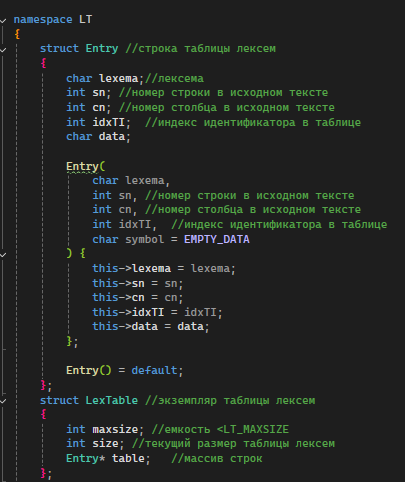 namespace LT
{
struct Entry //строка таблицы лексем
{
char lexema;//лексема
int sn; //номер строки в исходном тексте
int cn; //номер столбца в исходном тексте
int idxTI;  //индекс идентификатора в таблице
char data;
Entry(
char lexema,
int sn, //номер строки в исходном тексте
int cn, //номер столбца в исходном тексте
int idxTI,  //индекс идентификатора в таблице
char symbol = EMPTY_DATA
) {
this->lexema = lexema;
this->sn = sn;
this->cn = cn;
this->idxTI = idxTI;
this->data = data;
};
Entry() = default;
};
struct LexTable //экземпляр таблицы лексем
{
int maxsize; //емкость <LT_MAXSIZE
int size; //текущий размер таблицы лексем
Entry* table;   //массив строк
};